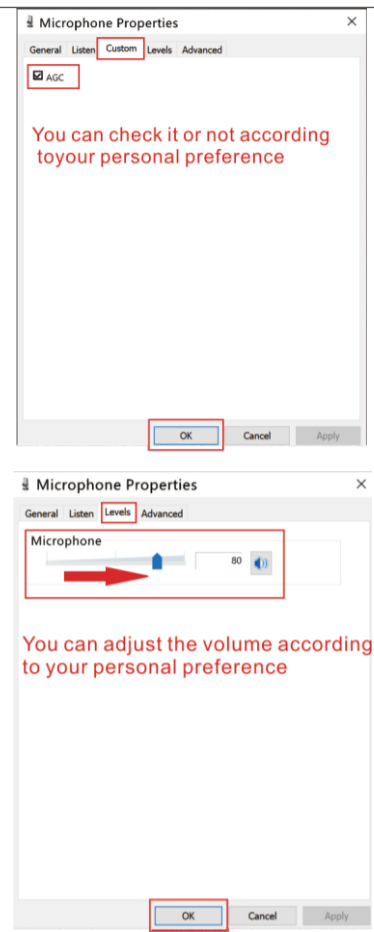 Microphone Properties
General Listen Custom Levels Advanced
AGC
You can check it or not according
toyour personal preference
OK Cancel Apply
Microphone Properties
General Listen Levels Advanced
Microphone
80
You can adjust the volume according
to your personal preference
OK Cancel Apply